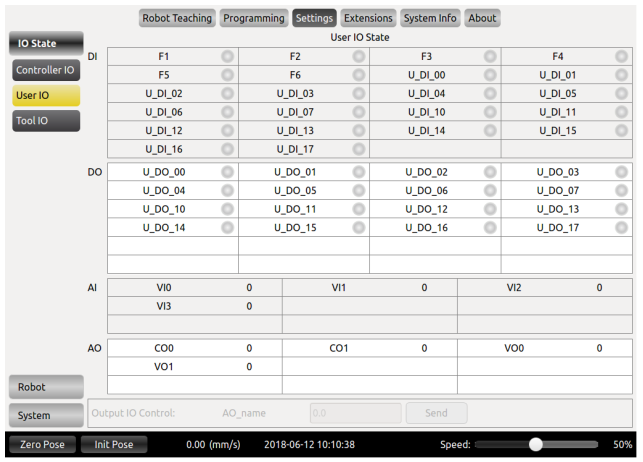 Robot Teaching Programming Settings Extensions System Info About
IO State
User IO State
DI F1 F2 F3 F4
Controller IO
F5 F6 U_DI_00 U_DI_01
User IO
U_DI_02 U_DI_03 U_DI_04 U_DI_05
U_DI_06 U_DI_07 U_DI_10 U_DI_11
Tool IO
U_DI_12 U_DI_13 U_DI_14 U_DI_15
U_DI_16 U_DI_17
DO U_DO_00 U_DO_01 U_DO_02 U_DO_03
U_DO_04 U_DO_05 U_DO_06 U_DO_07
U_DO_10 U_DO_11 U_DO_12 U_DO_13
U_DO_14 U_DO_15 U_DO_16 U_DO_17
AI VI0 0 VI1 0 VI2 0
VI3 0
AO CO0 0 CO1 0 VO0 0
VO1 0
Robot
System
Output IO Control: AO_name 0.0 Send
Zero Pose Init Pose 0.00 (mm/s) 2018-06-12 10:10:38 Speed: 50%